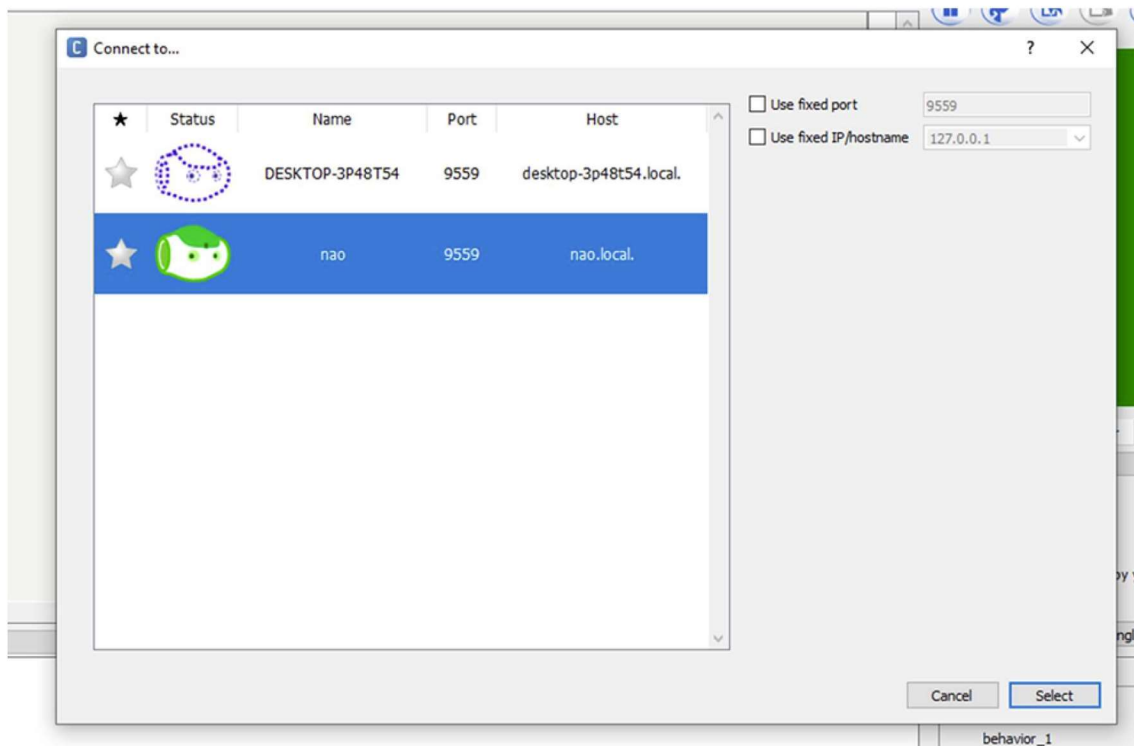 Connect to...
?
★ Status Name Port Host
DESKTOP-3P48T54 9559 desktop-3p48t54.local.
nao 9559 nao.local.
Use fixed port 9559
Use fixed IP/hostname 127.0.0.1
Cancel Select
behavior_1